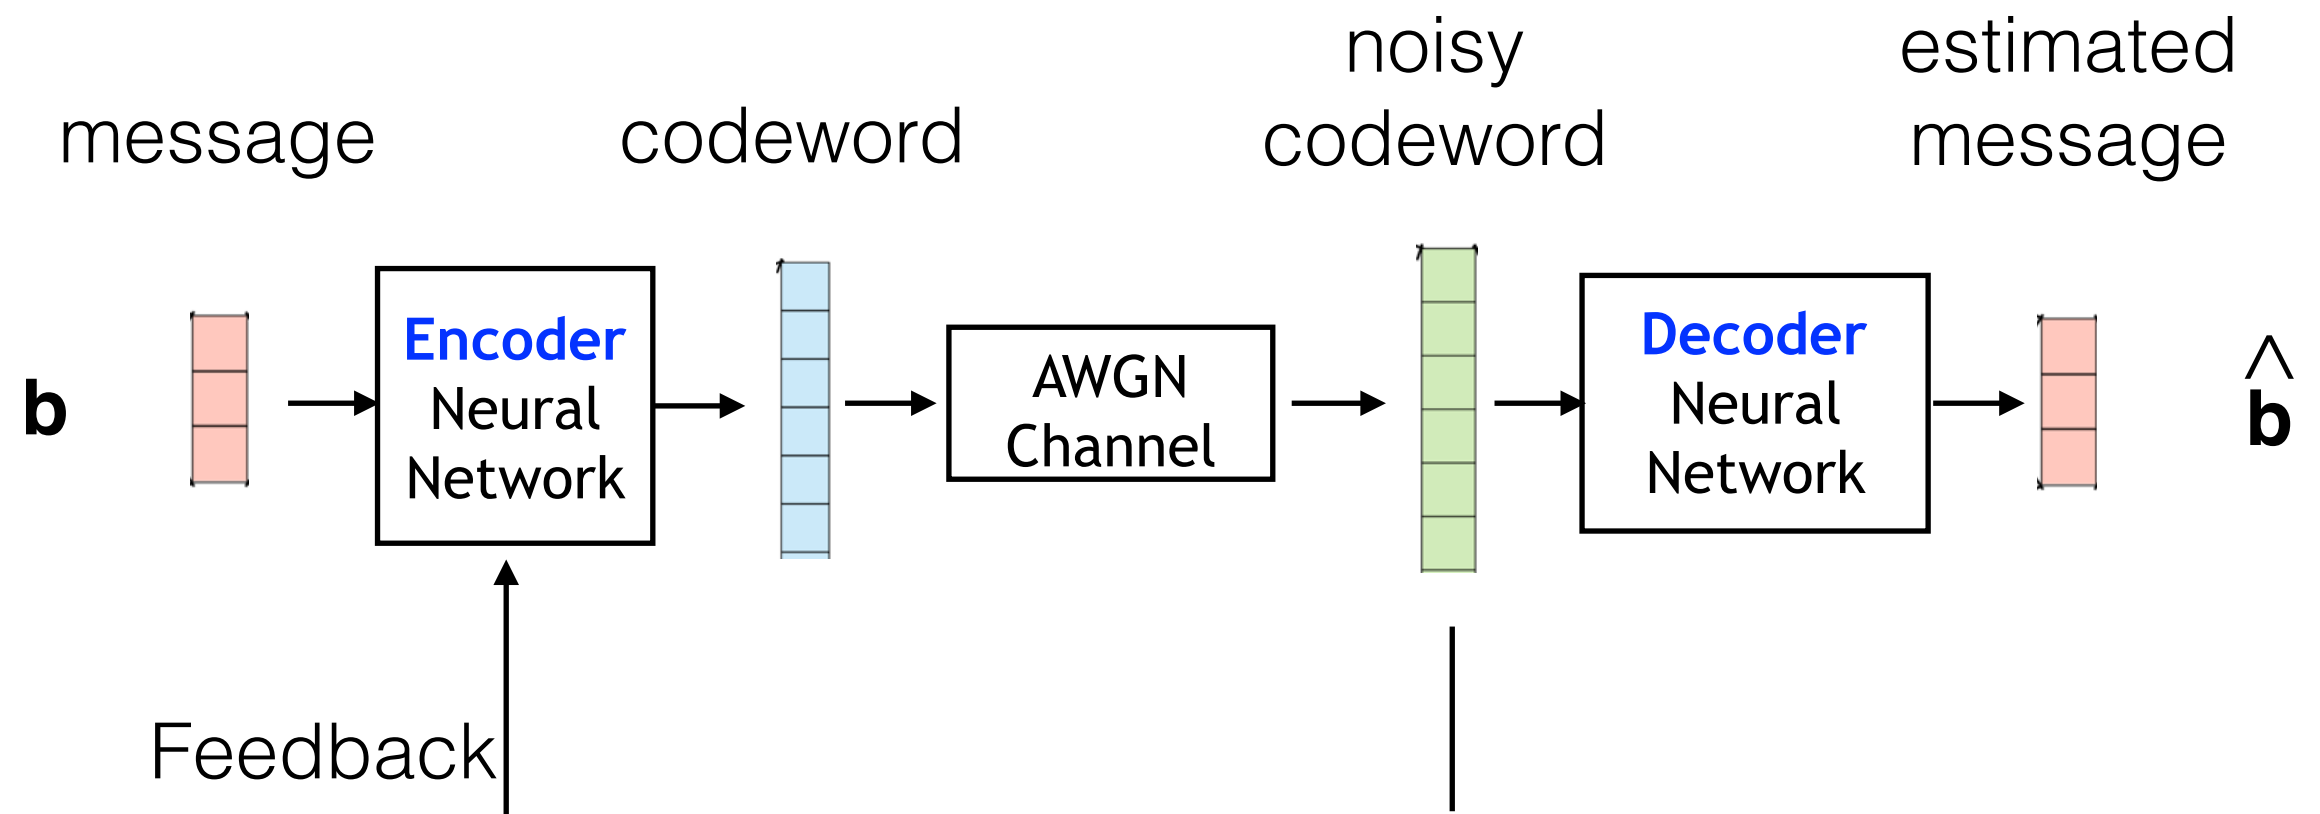 message
codeword
noisy
codeword
estimated
message
b
Encoder
Neural
Network
AWGN
Channel
Decoder
Neural
Network
^
b
Feedback